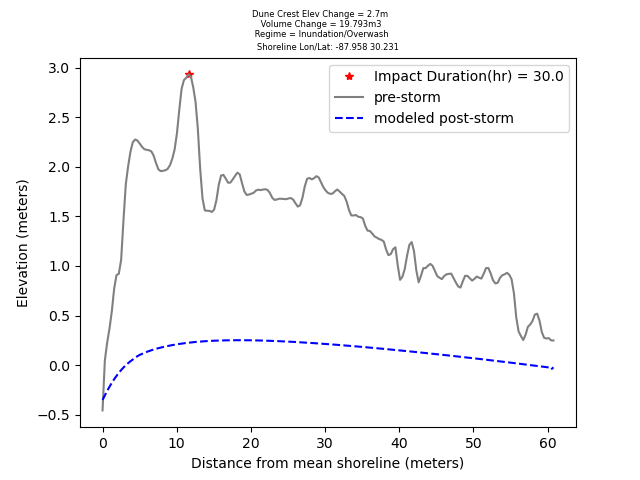 Dune Crest Elev Change = 2.7m
Volume Change = 19.793m3
Regime = Inundation/Overwash
Shoreline Lon/Lat: -87.958 30.231
Impact Duration(hr) = 30.0
pre-storm
modeled post-storm
Elevation (meters)
3.0
2.5
2.0
1.5
1.0
0.5
0.0
−0.5
0 10 20 30 40 50 60
Distance from mean shoreline (meters)